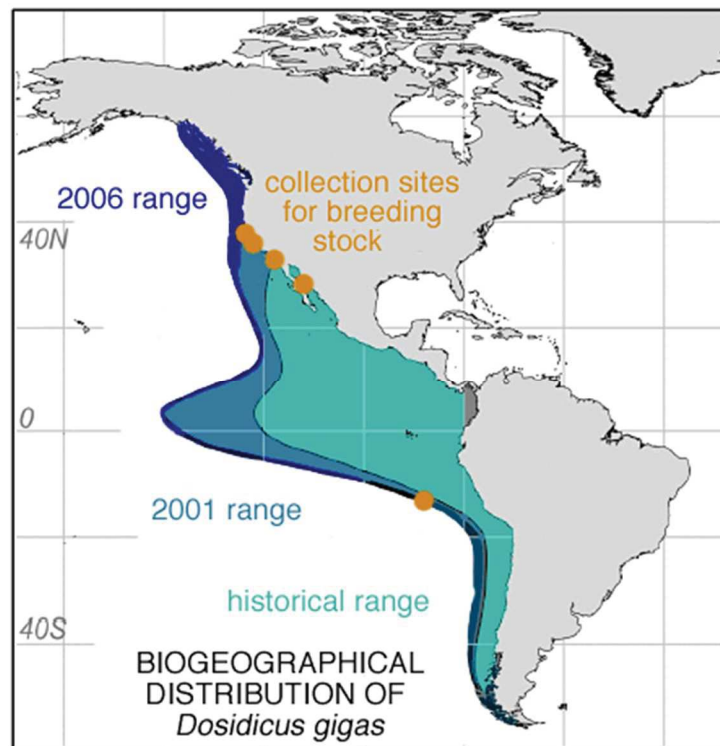 2006 range
collection sites
for breeding
stock
40N
0
2001 range
historical range
40S
BIOGEOGRAPHICAL
DISTRIBUTION OF
Dosidicus gigas